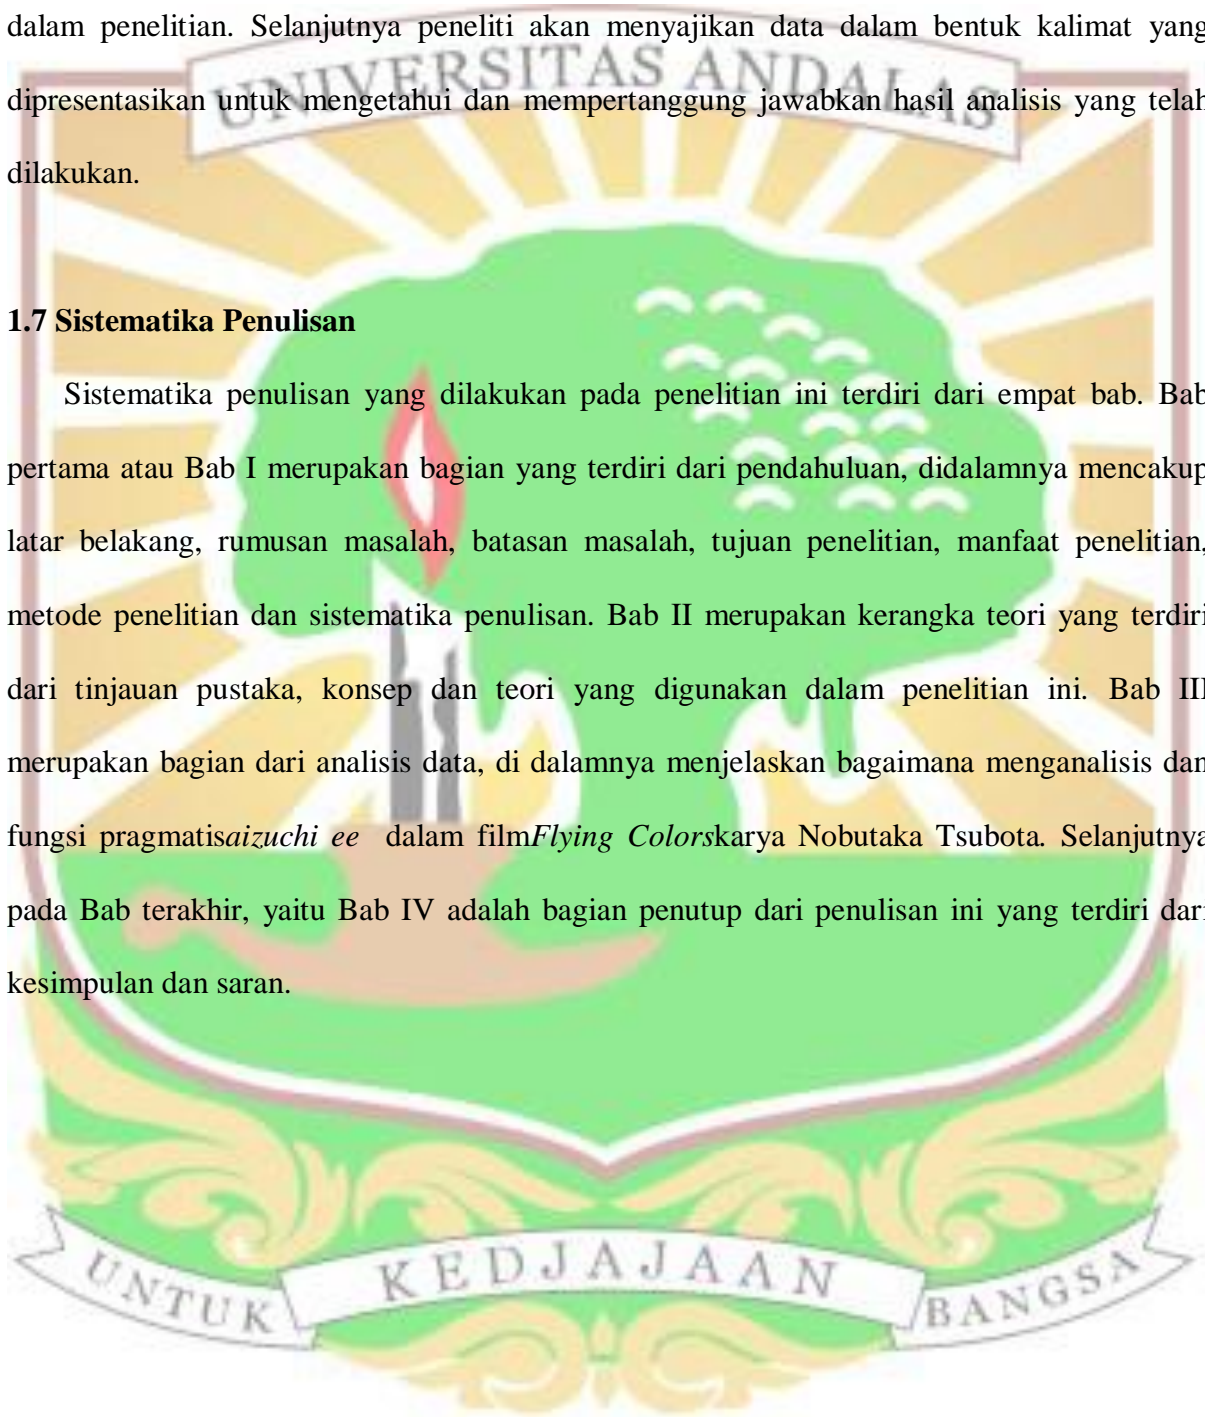 dalam penelitian. Selanjutnya peneliti akan menyajikan data dalam bentuk kalimat yang
UNIVERSITAS ANDALAS
dipresentasikan untuk mengetahui dan mempertanggung jawabkan hasil analisis yang telah
dilakukan.
1.7 Sistematika Penulisan
Sistematika penulisan yang dilakukan pada penelitian ini terdiri dari empat bab. Bab
pertama atau Bab I merupakan bagian yang terdiri dari pendahuluan, didalamnya mencakup
latar belakang, rumusan masalah, batasan masalah, tujuan penelitian, manfaat penelitian,
metode penelitian dan sistematika penulisan. Bab II merupakan kerangka teori yang terdiri
dari tinjauan pustaka, konsep dan teori yang digunakan dalam penelitian ini. Bab III
merupakan bagian dari analisis data, di dalamnya menjelaskan bagaimana menganalisis dan
fungsi pragmatisaizuchi ee dalam filmFlying Colorskarya Nobutaka Tsubota. Selanjutnya
pada Bab terakhir, yaitu Bab IV adalah bagian penutup dari penulisan ini yang terdiri dari
kesimpulan dan saran.
UNTUK KEDJAJAAN BANGSA